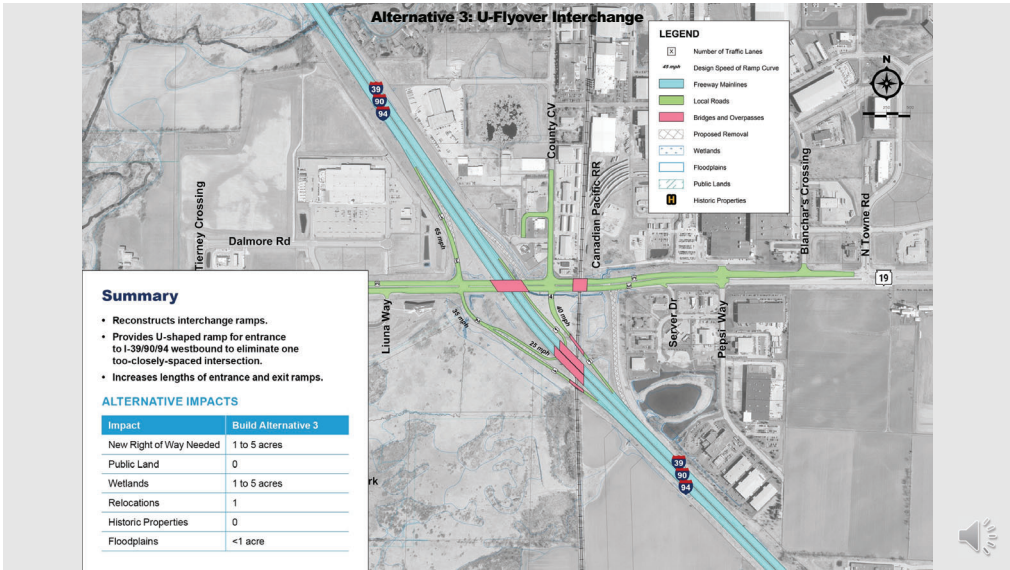 Alternative 3: U-Flyover Interchange
LEGEND
X Number of Traffic Lanes
45 mph Design Speed of Ramp Curve
Freeway Mainlines
Local Roads
Bridges and Overpasses
Proposed Removal
Wetlands
Floodplains
Public Lands
H Historic Properties
N
39
90
94
County CV
Canadian Pacific RR
Blanchar's Crossing
N Towne Rd
Tierney Crossing
Dalmore Rd
65 mph
19
Liuna Way
35 mph
25 mph
40 mph
Server Dr
Pepsi Way
39
90
94
rk
Summary
• Reconstructs interchange ramps.
• Provides U-shaped ramp for entrance
to I-39/90/94 westbound to eliminate one
too-closely-spaced intersection.
• Increases lengths of entrance and exit ramps.
ALTERNATIVE IMPACTS
Impact Build Alternative 3
New Right of Way Needed 1 to 5 acres
Public Land 0
Wetlands 1 to 5 acres
Relocations 1
Historic Properties 0
Floodplains <1 acre